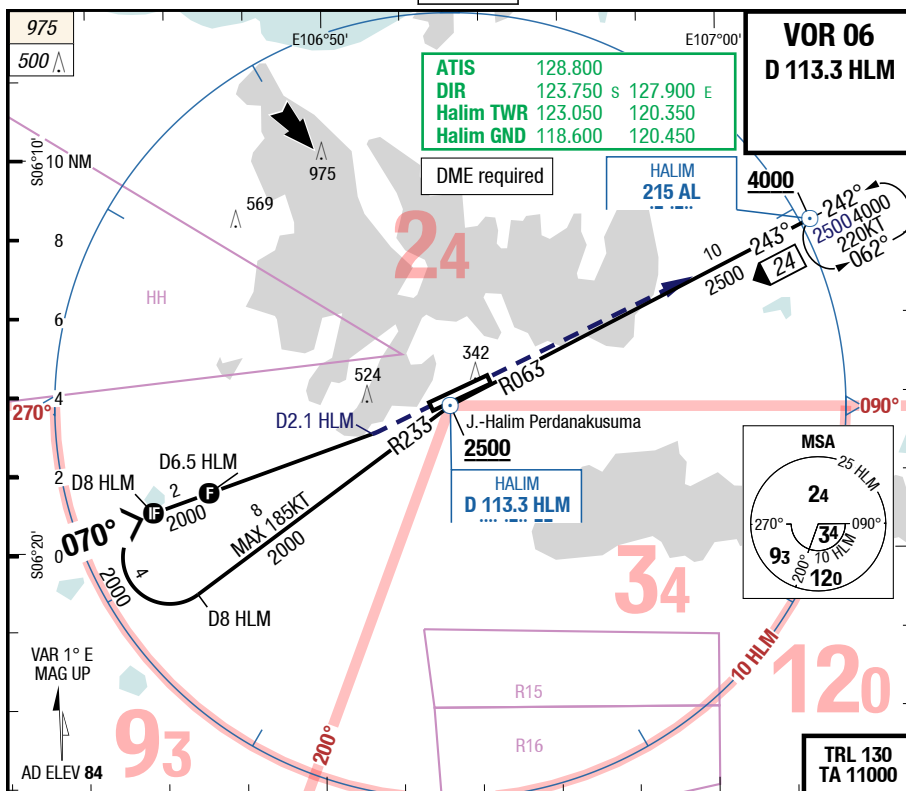 975
500
E106°50'
E107°00'
VOR 06
D 113.3 HLM
ATIS 128.800
DIR 123.750 S 127.900 E
Halim TWR 123.050 120.350
Halim GND 118.600 120.450
DME required
HALIM
215 AL
4000
242°
2500 4000
220KT
062°
S06°10'
10 NM
975
569
24
10
243°
2500
24
8
HH
6
342
524
R063
4
270°
090°
D2.1 HLM
R233
J.-Halim Perdanakusuma
2500
HALIM
D 113.3 HLM
MSA
25 HLM
24
270°
090°
34
10 HLM
93
200°
120
D6.5 HLM
D8 HLM
2
IF
F
2
2000
8
MAX 185KT
2000
070°
S06°20'
0
4
2000
D8 HLM
34
VAR 1° E
MAG UP
R15
10 HLM
120
R16
200°
93
AD ELEV 84
TRL 130
TA 11000